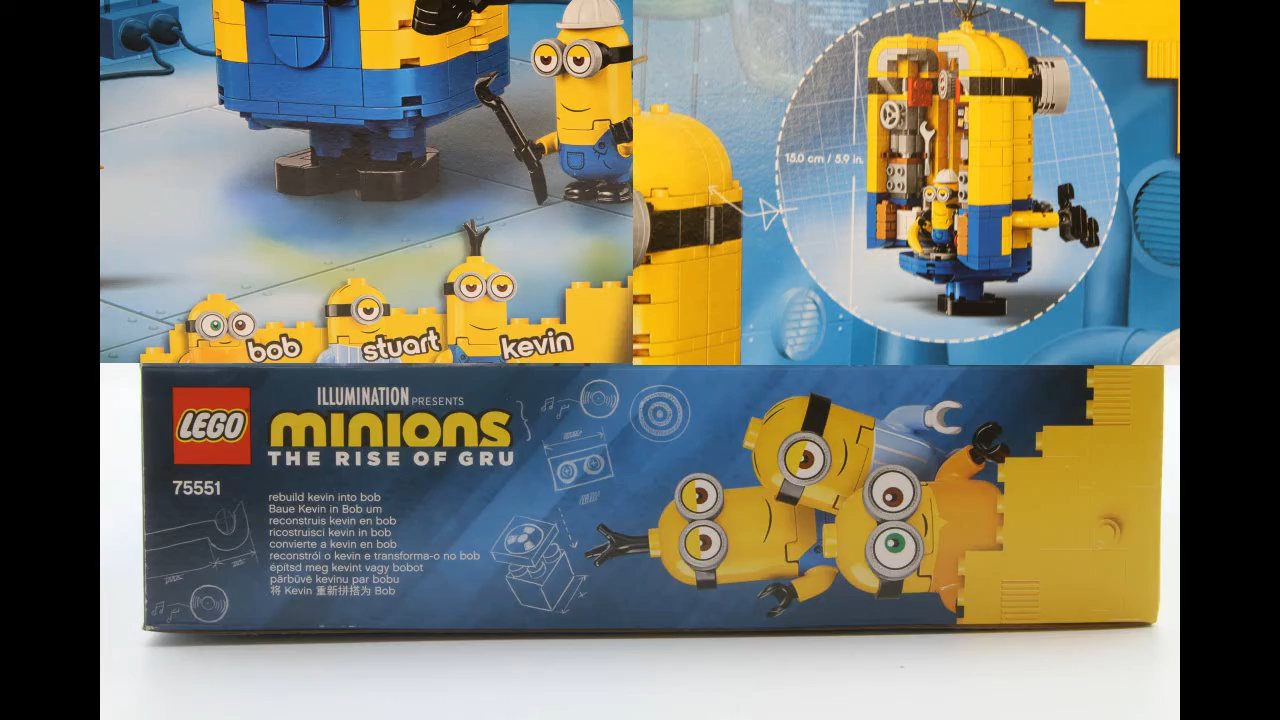 15.0 cm / 5.9 in.
bob
stuart
kevin
LEGO
ILLUMINATION PRESENTS
minions
THE RISE OF GRU
75551
rebuild kevin into bob
Baue Kevin in Bob um
reconstruis kevin en bob
ricostruisci kevin in bob
convierte a kevin en bob
reconstrói o kevin e transforma-o no bob
építsd meg kevint vagy bobot
pārbūvē kevinu par bobu
将 Kevin 重新拼搭为 Bob